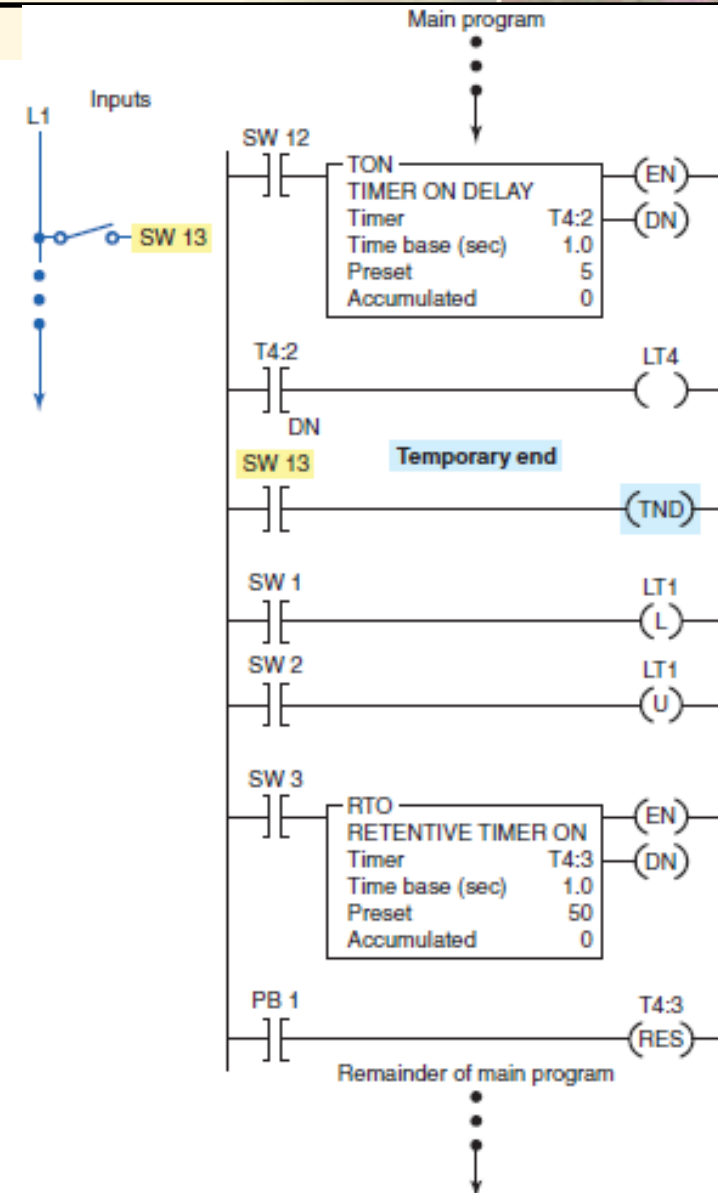 Main program
Inputs
L1
SW 13
SW 12
TON
TIMER ON DELAY
Timer T4:2
Time base (sec) 1.0
Preset 5
Accumulated 0
EN
DN
T4:2
DN
LT4
SW 13
Temporary end
TND
SW 1
LT1
L
SW 2
LT1
U
SW 3
RTO
RETENTIVE TIMER ON
Timer T4:3
Time base (sec) 1.0
Preset 50
Accumulated 0
EN
DN
PB 1
T4:3
RES
Remainder of main program